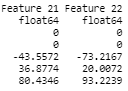 Feature 21 Feature 22
float64 float64
0 0
0 0
-43.5572 -73.2167
36.8774 20.0072
80.4346 93.2239